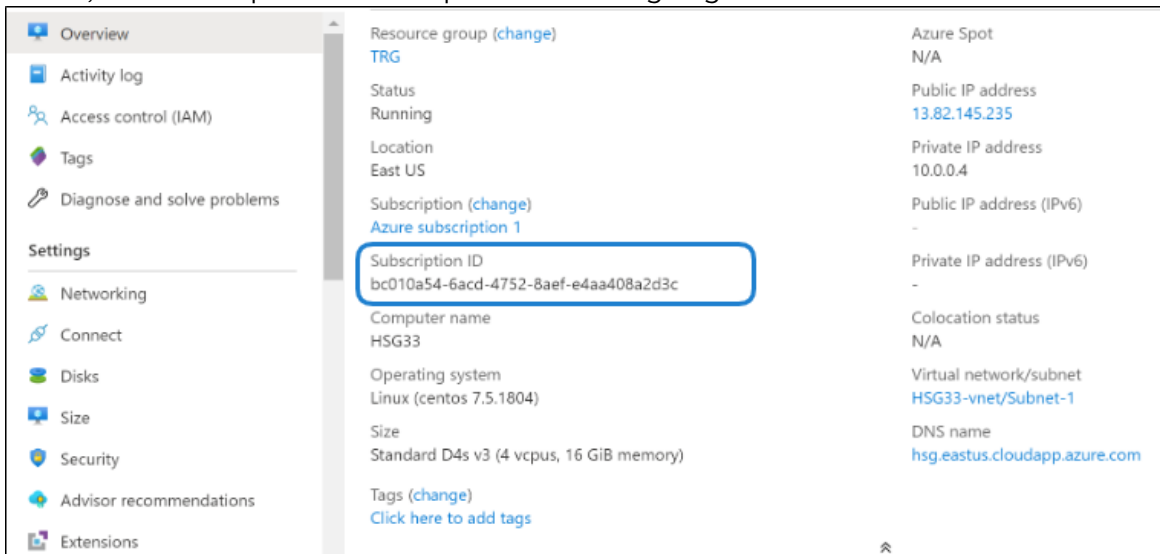 Overview
Activity log
Access control (IAM)
Tags
Diagnose and solve problems
Settings
Networking
Connect
Disks
Size
Security
Advisor recommendations
Extensions
Resource group (change)
TRG
Status
Running
Location
East US
Subscription (change)
Azure subscription 1
Subscription ID
bc010a54-6acd-4752-8aef-e4aa408a2d3c
Computer name
HSG33
Operating system
Linux (centos 7.5.1804)
Size
Standard D4s v3 (4 vcpus, 16 GiB memory)
Tags (change)
Click here to add tags
Azure Spot
N/A
Public IP address
13.82.145.235
Private IP address
10.0.0.4
Public IP address (IPv6)
-
Private IP address (IPv6)
-
Colocation status
N/A
Virtual network/subnet
HSG33-vnet/Subnet-1
DNS name
hsg.eastus.cloudapp.azure.com